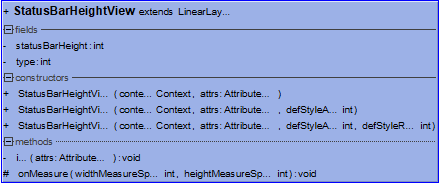 + StatusBarHeightView extends LinearLay...
fields
- statusBarHeight: int
- type: int
constructors
+ StatusBarHeightVi... ( conte... Context, attrs: Attribute... )
+ StatusBarHeightVi... ( conte... Context, attrs: Attribute... , defStyleA... int)
+ StatusBarHeightVi... ( conte... Context, attrs: Attribute... , defStyleA... int, defStyleR... int)
methods
- i... ( attrs: Attribute... ) : void
# onMeasure ( widthMeasureSp... int, heightMeasureSp... int) : void